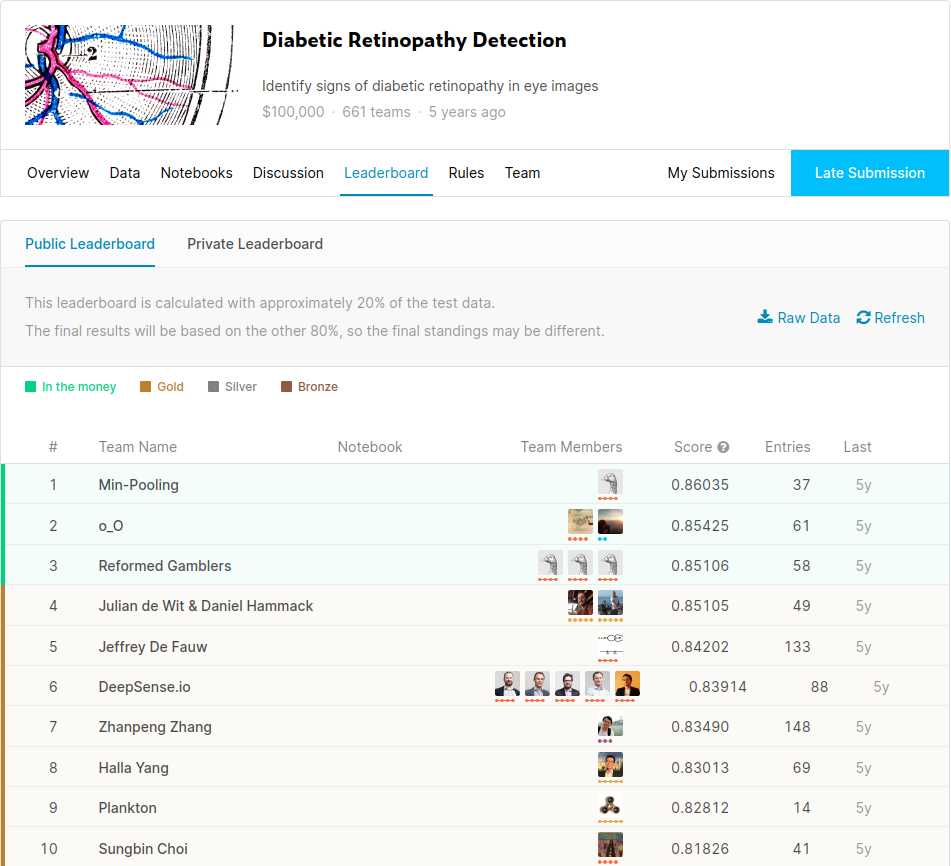 2
Diabetic Retinopathy Detection
Identify signs of diabetic retinopathy in eye images
$100,000 · 661 teams · 5 years ago
Overview Data Notebooks Discussion Leaderboard Rules Team My Submissions Late Submission
Public Leaderboard Private Leaderboard
This leaderboard is calculated with approximately 20% of the test data.
The final results will be based on the other 80%, so the final standings may be different.
Raw Data Refresh
In the money Gold Silver Bronze
# Team Name Notebook Team Members Score ? Entries Last
1 Min-Pooling 0.86035 37 5y
2 o_O 0.85425 61 5y
3 Reformed Gamblers 0.85106 58 5y
4 Julian de Wit & Daniel Hammack 0.85105 49 5y
5 Jeffrey De Fauw 0.84202 133 5y
6 DeepSense.io 0.83914 88 5y
7 Zhanpeng Zhang 0.83490 148 5y
8 Halla Yang 0.83013 69 5y
9 Plankton 0.82812 14 5y
10 Sungbin Choi 0.81826 41 5y